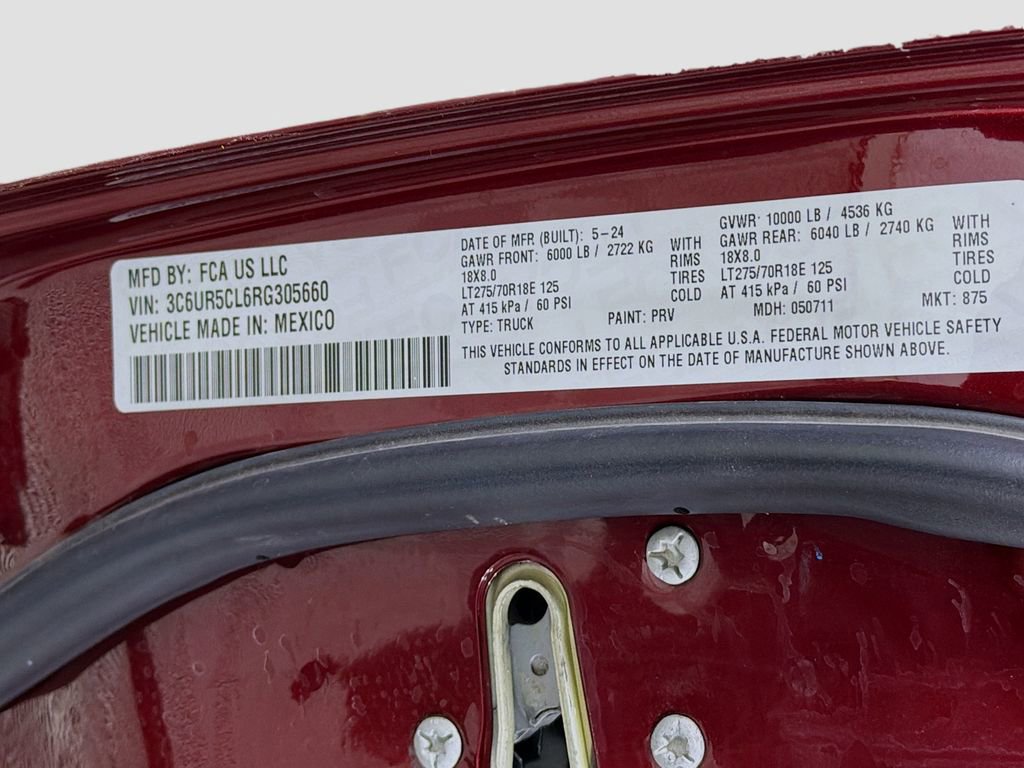 MFD BY: FCA US LLC
VIN: 3C6UR5CL6RG305660
VEHICLE MADE IN: MEXICO
DATE OF MFR (BUILT): 5-24
GAWR FRONT: 6000 LB / 2722 KG WITH
18X8.0 RIMS
LT275/70R18E 125 TIRES
AT 415 kPa / 60 PSI COLD
TYPE: TRUCK PAINT: PRV
GVWR: 10000 LB / 4536 KG
GAWR REAR: 6040 LB / 2740 KG WITH
18X8.0 RIMS
LT275/70R18E 125 TIRES
AT 415 kPa / 60 PSI COLD
MDH: 050711 MKT: 875
THIS VEHICLE CONFORMS TO ALL APPLICABLE U.S.A. FEDERAL MOTOR VEHICLE SAFETY
STANDARDS IN EFFECT ON THE DATE OF MANUFACTURE SHOWN ABOVE.